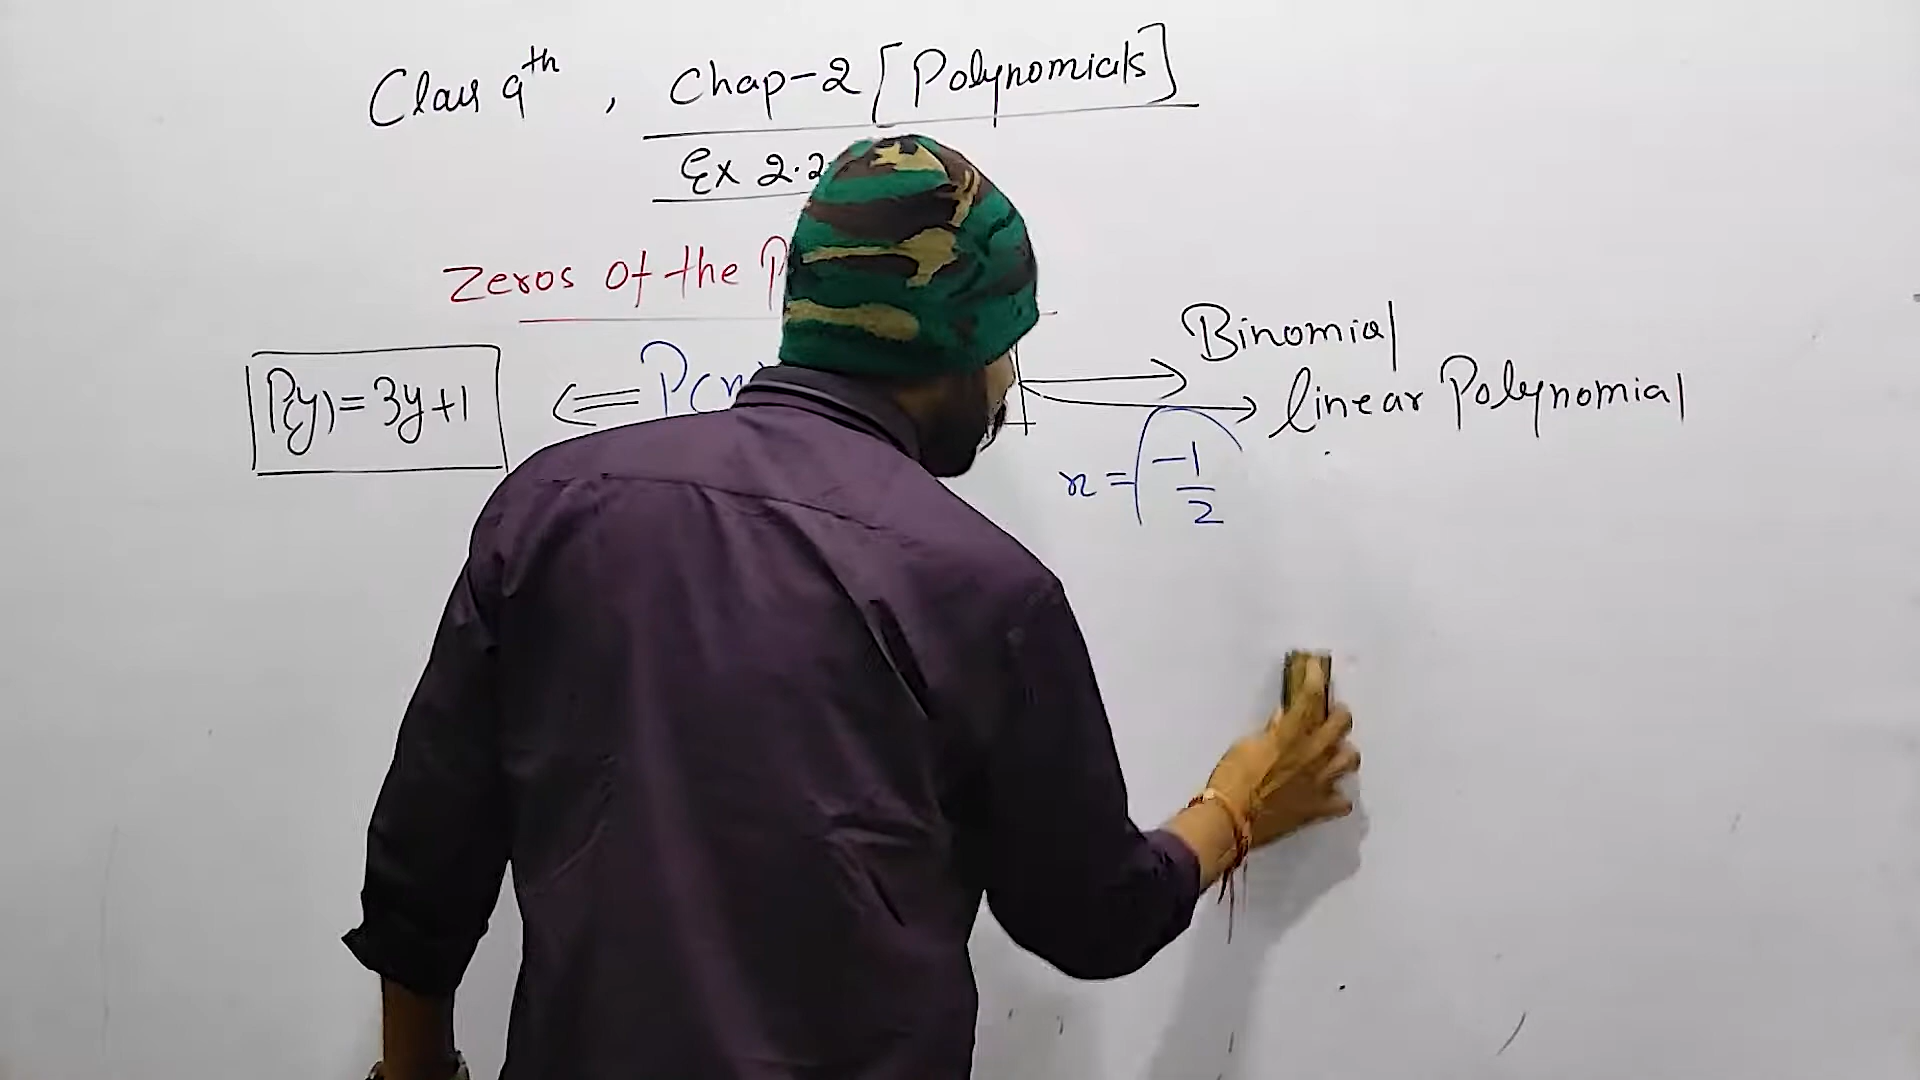 Class 9th, Chap-2 [Polynomials]
Ex 2.2
Zeros of the
Binomial
P(y) = 3y+1 ⇐ P(x) → linear Polynomial
x = -1/2